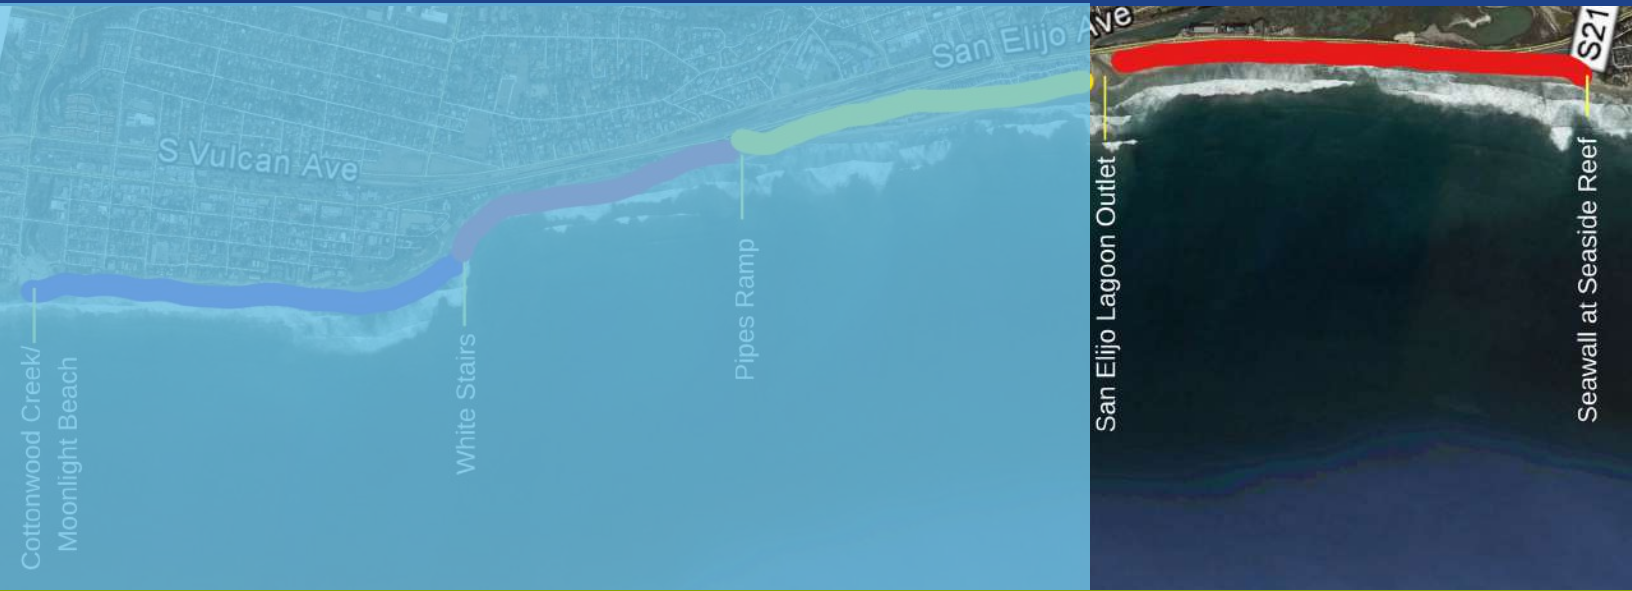 San Elijo Ave
S21
S Vulcan Ave
Cottonwood Creek/
Moonlight Beach
White Stairs
Pipes Ramp
San Elijo Lagoon Outlet
Seawall at Seaside Reef